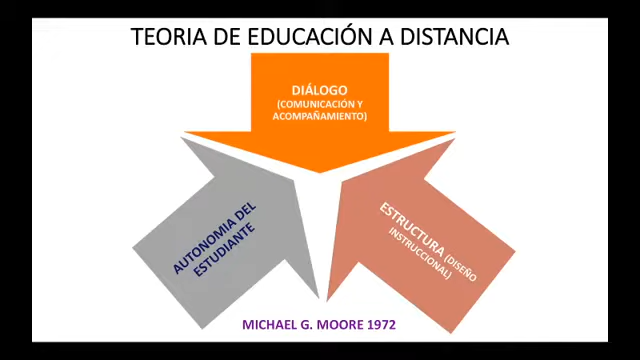 TEORIA DE EDUCACIÓN A DISTANCIA
DIÁLOGO
(COMUNICACIÓN Y
ACOMPAÑAMIENTO)
AUTONOMIA DEL
ESTUDIANTE
ESTRUCTURA (DISEÑO
INSTRUCCIONAL)
MICHAEL G. MOORE 1972